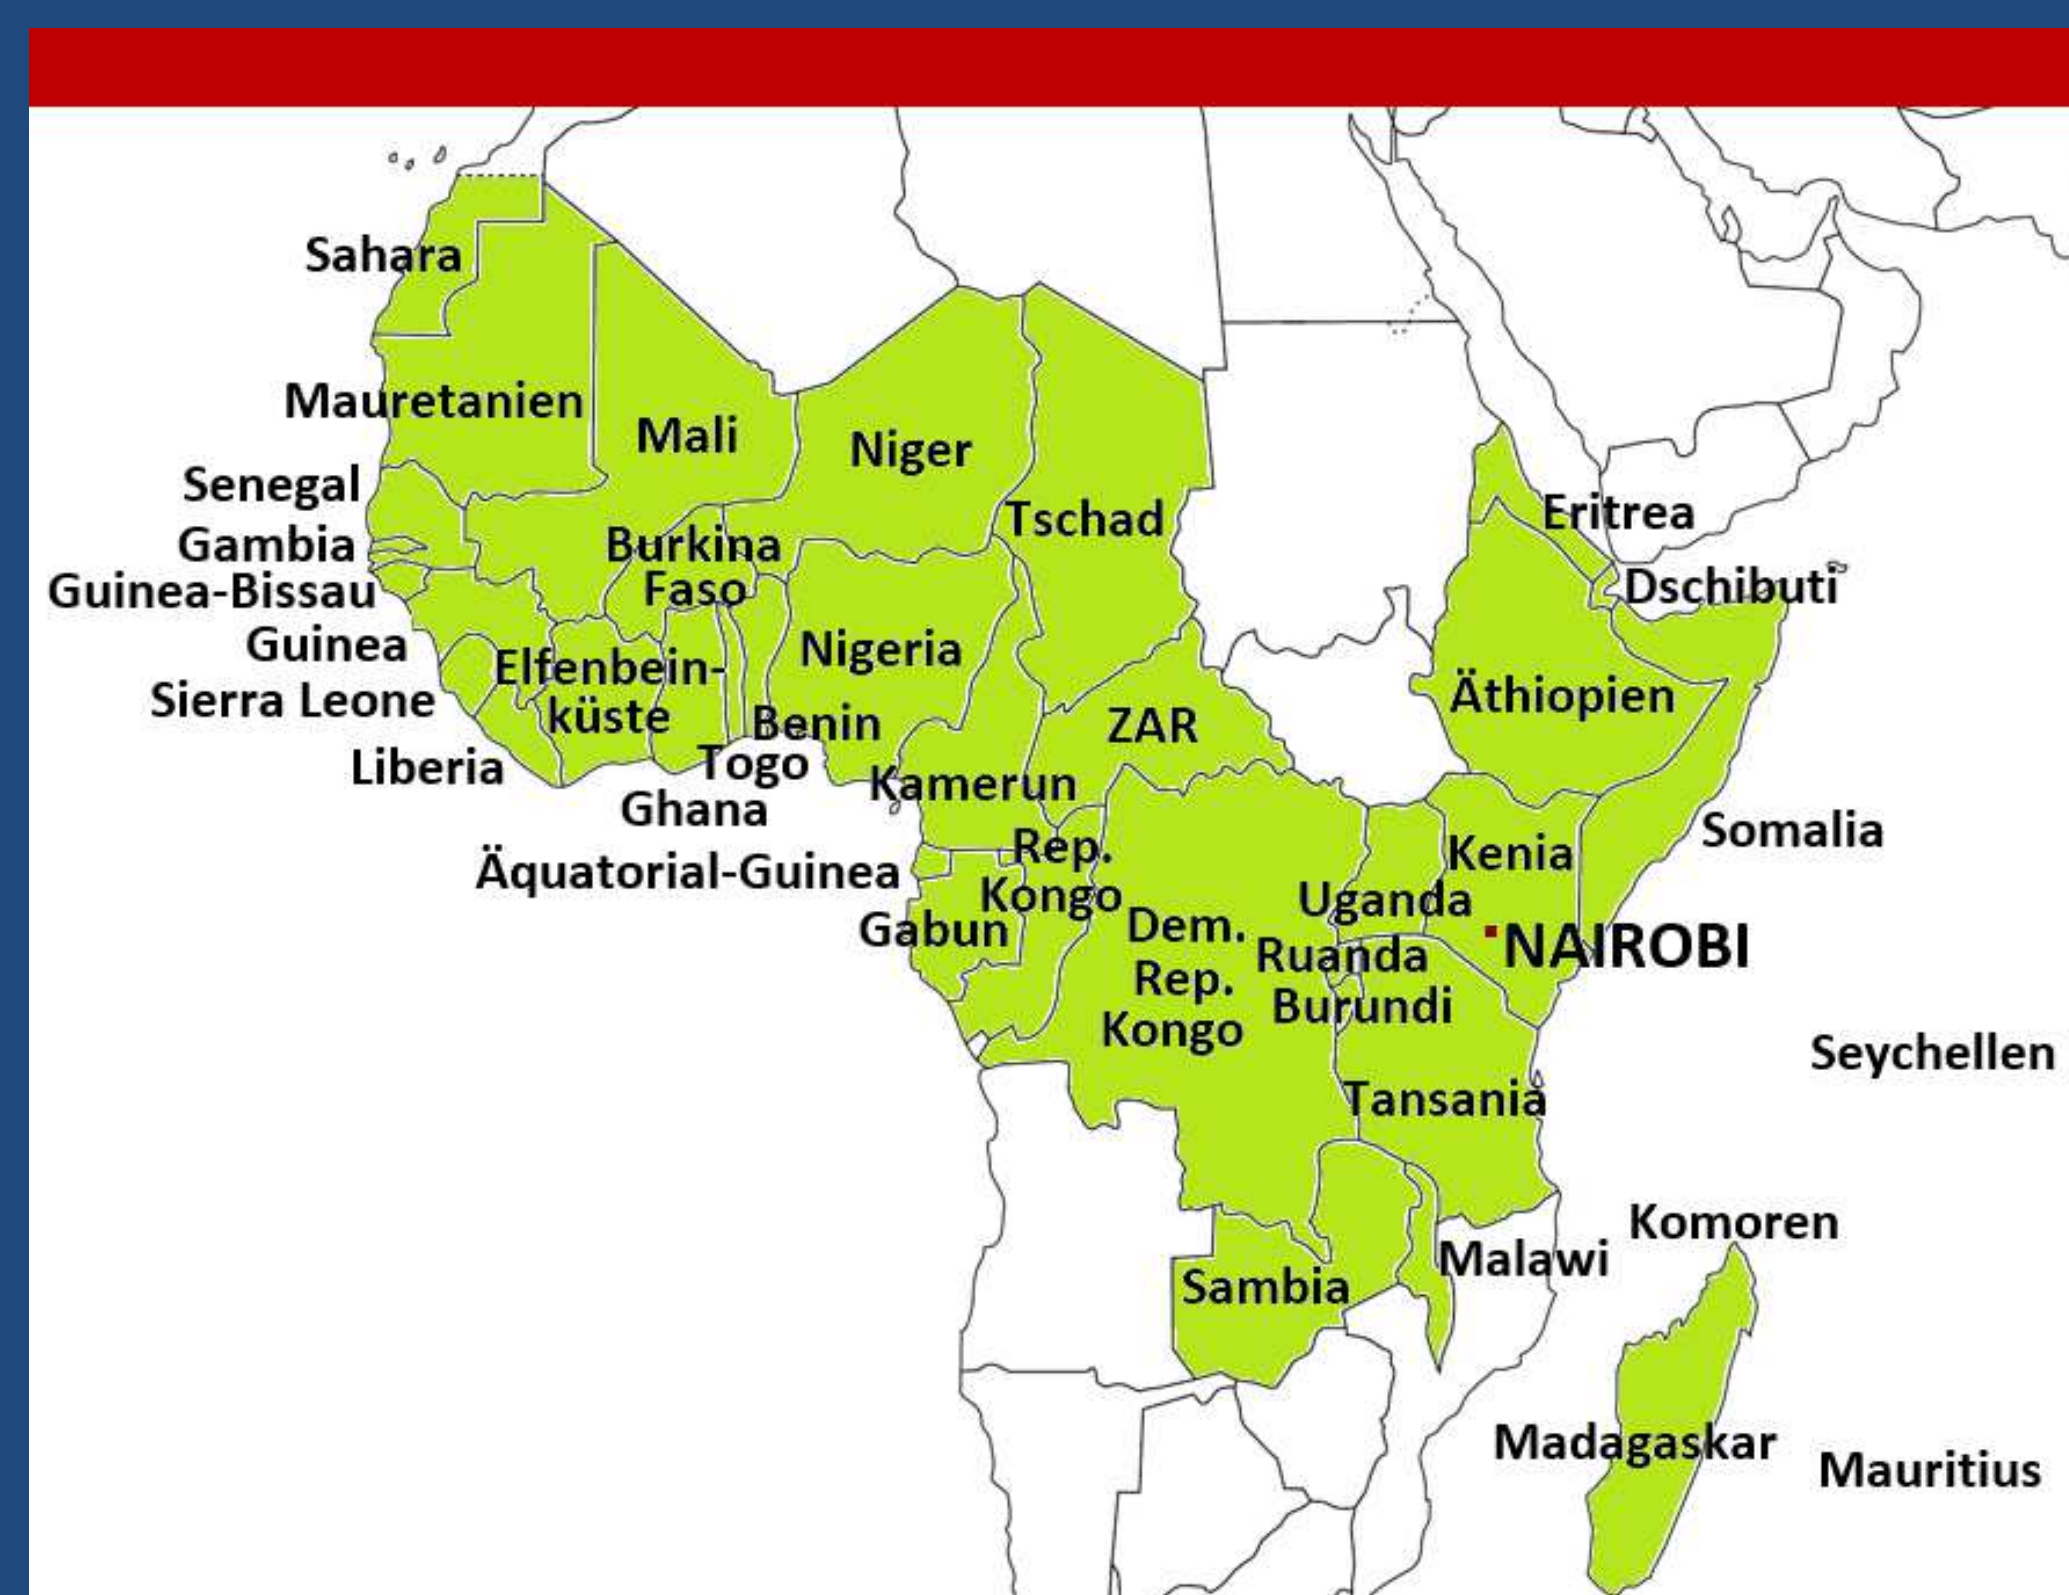 Sahara
Mauretanien
Mali
Niger
Senegal
Tschad
Eritrea
Gambia
Burkina
Faso
Guinea-Bissau
Dschibuti
Guinea
Elfenbein-
küste
Nigeria
Sierra Leone
Äthiopien
Benin
ZAR
Togo
Liberia
Kamerun
Ghana
Somalia
Rep.
Kongo
Kenia
Äquatorial-Guinea
Uganda
Gabun
Dem.
Rep.
Kongo
NAIROBI
Ruanda
Burundi
Seychellen
Tansania
Komoren
Malawi
Sambia
Madagaskar
Mauritius